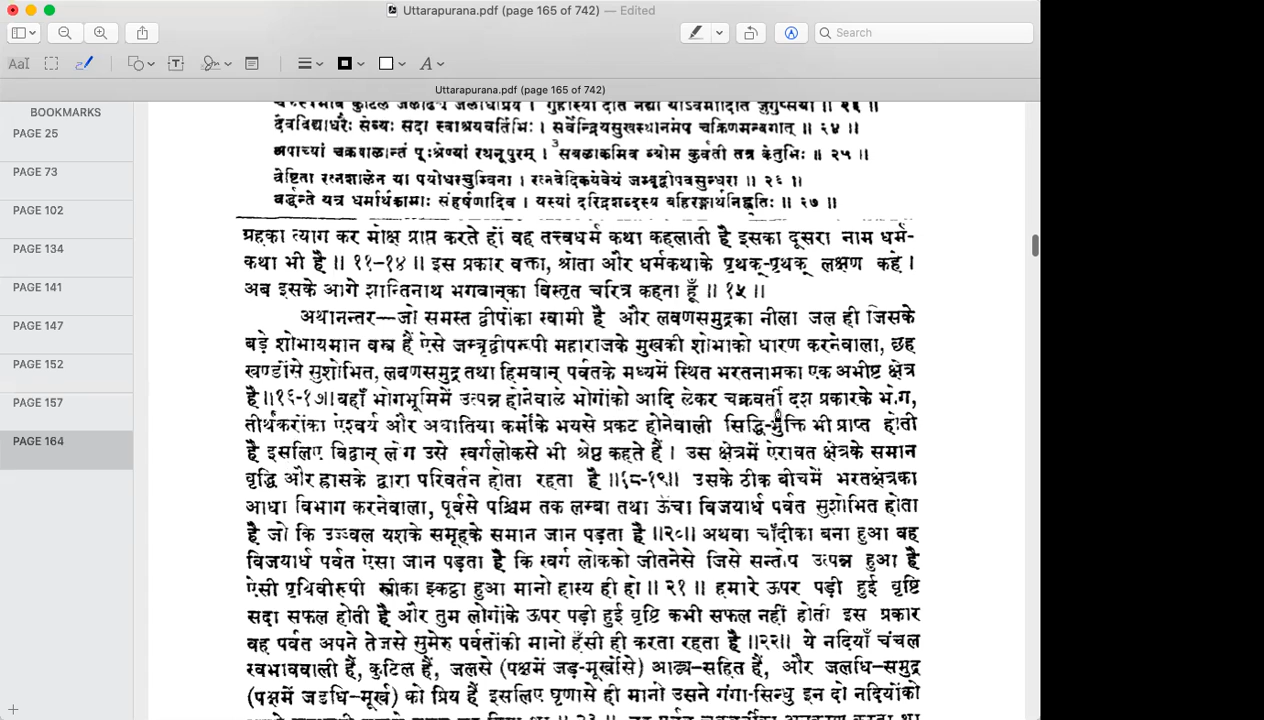 Uttarapurana.pdf (page 165 of 742) — Edited
Search
AaI
T
A
Uttarapurana.pdf (page 165 of 742)
BOOKMARKS
PAGE 25
PAGE 73
PAGE 102
PAGE 134
PAGE 141
PAGE 147
PAGE 152
PAGE 157
PAGE 164
कुटिलं
देवविद्याधरैः सेव्यः सदा स्वाश्रयवर्तिभिः । सर्वेन्द्रियसुखस्थानमेष चक्रिणमन्वगात् ॥ २४ ॥
अपाच्यां चक्रवालान्तं पूःश्रेण्यां रथनूपुरम् । ३सबलाकमिव व्योम कुर्वती तत्र केतुभिः ॥ २५ ॥
वेष्टिता रत्नशालेन या पयोधरचुम्बिना । रत्नवेदिकयेवेयं जम्बूद्वीपवसुन्धरा ॥ २६ ॥
वर्द्धन्ते यत्र धर्मार्थकामाः संहर्षणादिव । यस्यां दरिद्रशब्दस्य बहिरङ्गार्थनिह्नुतिः ॥ २७ ॥
ग्रहका त्याग कर मोक्ष प्राप्त करते हों वह तत्त्वधर्म कथा कहलाती है इसका दूसरा नाम धर्म-
कथा भी है ॥ ११-१४ ॥ इस प्रकार वक्ता, श्रोता और धर्मकथाके पृथक्-पृथक् लक्षण कहे ।
अब इसके आगे शान्तिनाथ भगवान्का विस्तृत चरित्र कहता हूँ ॥ १५ ॥
अथानन्तर—जो समस्त द्वीपोंका स्वामी है और लवणसमुद्रका नीला जल ही जिसके
बड़े शोभायमान वस्त्र हैं ऐसे जम्बूद्वीपरूपी महाराजके मुखकी शोभाको धारण करनेवाला, छह
खण्डोंसे सुशोभित, लवणसमुद्र तथा हिमवान् पर्वतके मध्यमें स्थित भरतनामका एक अभीष्ट क्षेत्र
है ॥१६-१७॥ वहाँ भोगभूमिमें उत्पन्न होनेवाले भोगोंको आदि लेकर चक्रवर्ती दश प्रकारके भोग,
तीर्थंकरोंका ऐश्वर्य और अघातिया कर्मोंके भयसे प्रकट होनेवाली सिद्धि-मुक्ति भी प्राप्त होती
है इसलिए विद्वान् लोग उसे स्वर्गलोकसे भी श्रेष्ठ कहते हैं । उस क्षेत्रमें ऐरावत क्षेत्रके समान
वृद्धि और ह्रासके द्वारा परिवर्तन होता रहता है ॥१८-१९॥ उसके ठीक बीचमें भरतक्षेत्रका
आधा विभाग करनेवाला, पूर्वसे पश्चिम तक लम्बा तथा ऊँचा विजयार्ध पर्वत सुशोभित होता
है जो कि उज्ज्वल यशके समूहके समान जान पड़ता है ॥२०॥ अथवा चाँदीका बना हुआ वह
विजयार्ध पर्वत ऐसा जान पड़ता है कि स्वर्ग लोकको जीतनेसे जिसे सन्तोष उत्पन्न हुआ है
ऐसी पृथिवीरूपी स्त्रीका इकट्ठा हुआ मानो हास्य ही हो ॥ २१ ॥ हमारे ऊपर पड़ी हुई वृष्टि
सदा सफल होती है और तुम लोगोंके ऊपर पड़ी हुई वृष्टि कभी सफल नहीं होती इस प्रकार
वह पर्वत अपने तेजसे सुमेरु पर्वतोंकी मानो हँसी ही करता रहता है ॥२२॥ ये नदियाँ चंचल
स्वभाववाली हैं, कुटिल हैं, जलसे (पक्षमें जड़-मूर्खोंसे) आढ्य-सहित हैं, और जलधि-समुद्र
(पक्षमें जडधि-मूर्ख) को प्रिय हैं इसलिए घृणासे ही मानो उसने गंगा-सिन्धु इन दो नदियोंको